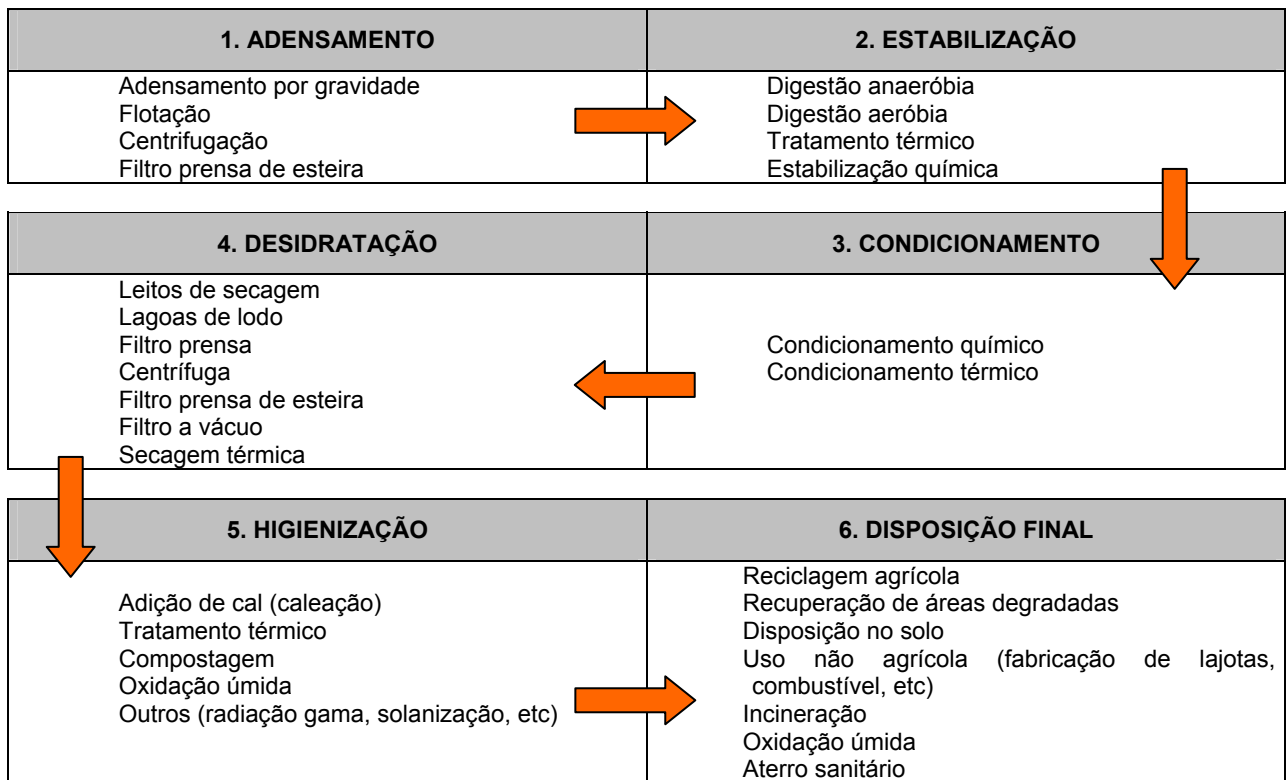 1. ADENSAMENTO
Adensamento por gravidade
Flotação
Centrifugação
Filtro prensa de esteira
2. ESTABILIZAÇÃO
Digestão anaeróbia
Digestão aeróbia
Tratamento térmico
Estabilização química
3. CONDICIONAMENTO
Condicionamento químico
Condicionamento térmico
4. DESIDRATAÇÃO
Leitos de secagem
Lagoas de lodo
Filtro prensa
Centrífuga
Filtro prensa de esteira
Filtro a vácuo
Secagem térmica
5. HIGIENIZAÇÃO
Adição de cal (caleação)
Tratamento térmico
Compostagem
Oxidação úmida
Outros (radiação gama, solanização, etc)
6. DISPOSIÇÃO FINAL
Reciclagem agrícola
Recuperação de áreas degradadas
Disposição no solo
Uso não agrícola (fabricação de lajotas,
combustível, etc)
Incineração
Oxidação úmida
Aterro sanitário